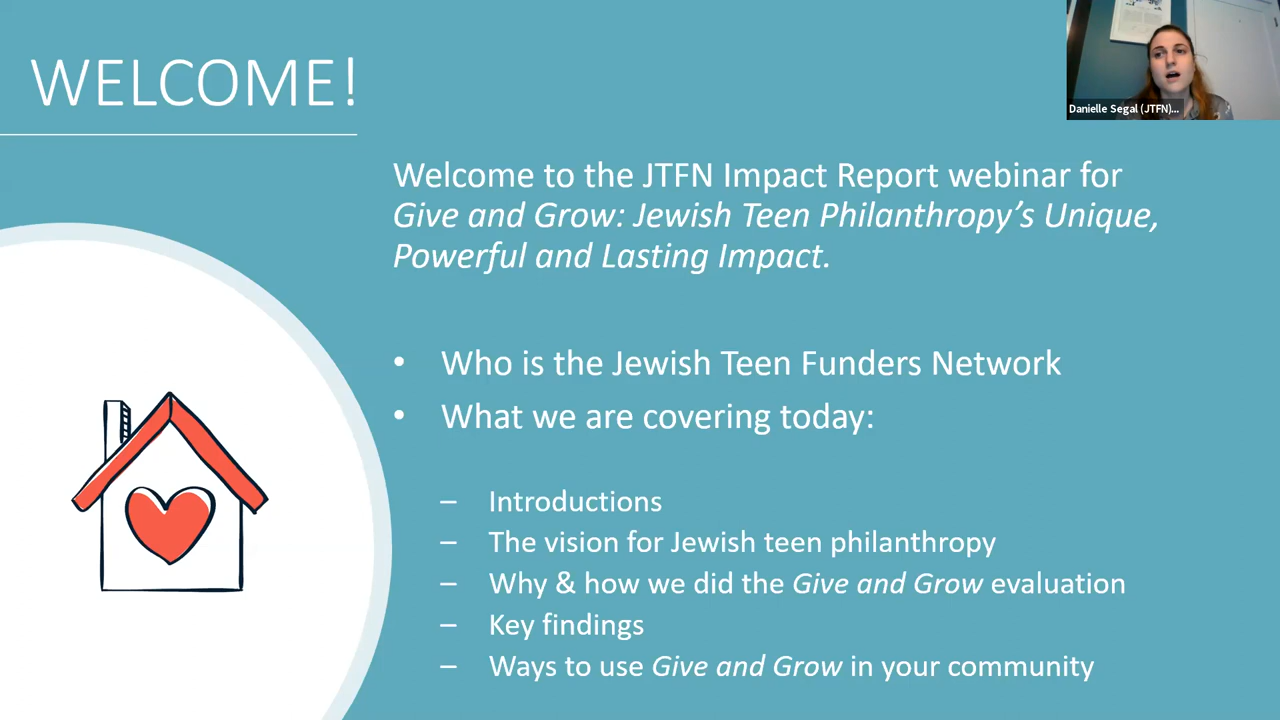 WELCOME!
Danielle Segal (JTFN)...
Welcome to the JTFN Impact Report webinar for
Give and Grow: Jewish Teen Philanthropy’s Unique,
Powerful and Lasting Impact.
• Who is the Jewish Teen Funders Network
• What we are covering today:
– Introductions
– The vision for Jewish teen philanthropy
– Why & how we did the Give and Grow evaluation
– Key findings
– Ways to use Give and Grow in your community